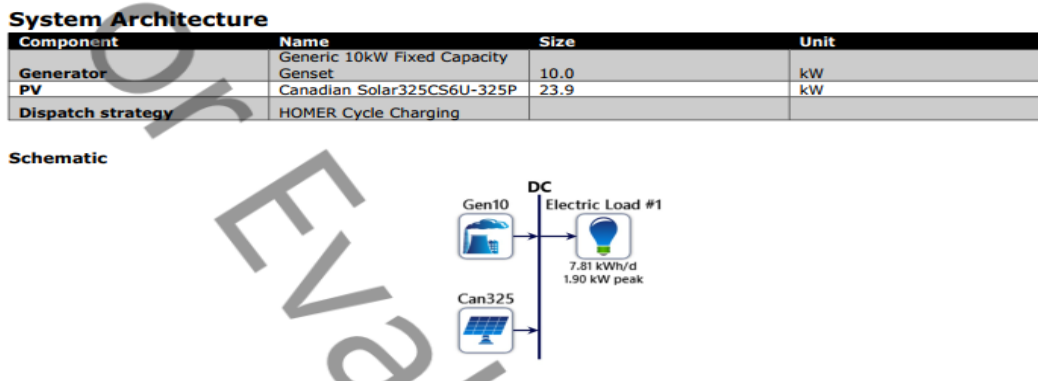 System Architecture
Component Name Size Unit
Generator Generic 10kW Fixed Capacity Genset 10.0 kW
PV Canadian Solar325CS6U-325P 23.9 kW
Dispatch strategy HOMER Cycle Charging
Schematic
DC
Gen10 Electric Load #1
7.81 kWh/d
1.90 kW peak
Can325
or Eva